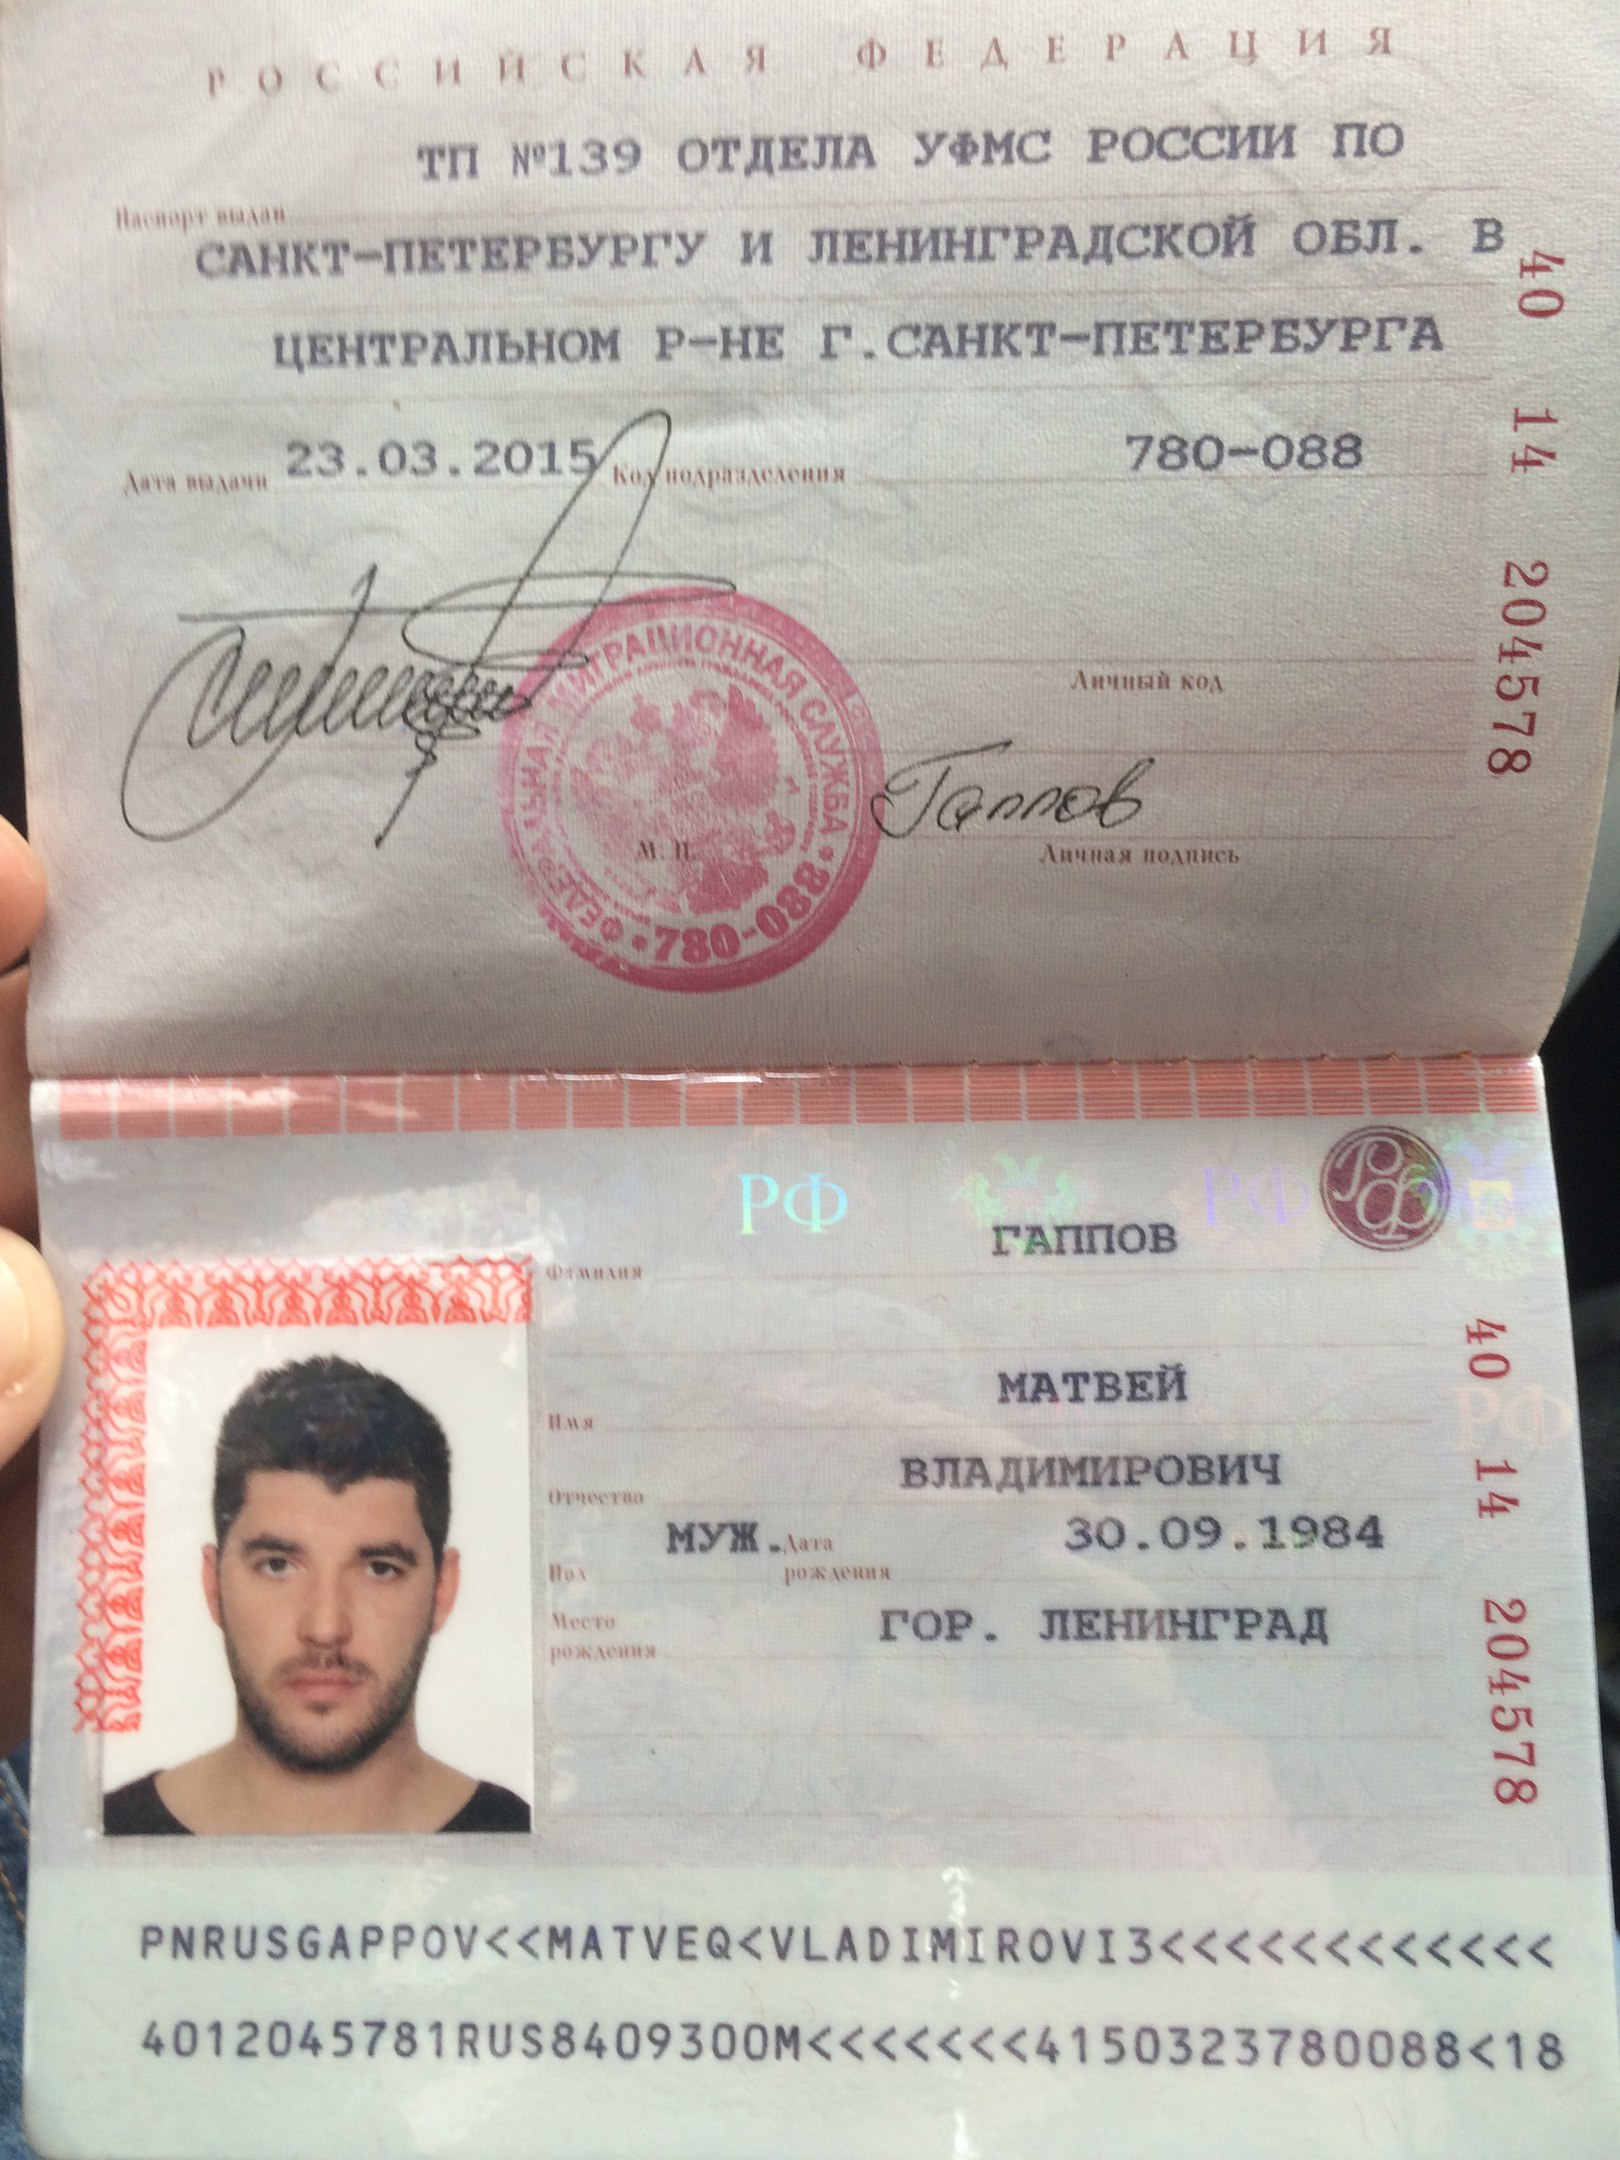 РОССИЙСКАЯ ФЕДЕРАЦИЯ
ТП №139 ОТДЕЛА УФМС РОССИИ ПО
Паспорт выдан
САНКТ-ПЕТЕРБУРГУ И ЛЕНИНГРАДСКОЙ ОБЛ. В
ЦЕНТРАЛЬНОМ Р-НЕ Г.САНКТ-ПЕТЕРБУРГА
Дата выдачи 23.03.2015 Код подразделения 780-088
40 14 204578
Личный код
ФЕДЕРАЛЬНАЯ МИГРАЦИОННАЯ СЛУЖБА
780-088
М. П.
Гаппов
Личная подпись
РФ РФ РФ
ГАППОВ
Фамилия
МАТВЕЙ
Имя
РФ
ВЛАДИМИРОВИЧ
Отчество
Пол МУЖ. Дата рождения 30.09.1984
Место рождения ГОР. ЛЕНИНГРАД
40 14 204578
PNRUSGAPPOV<<MATVEQ<VLADIMIROVI3<<<<<<<<<<<<
4012045781RUS8409300M<<<<<<<4150323780088<18